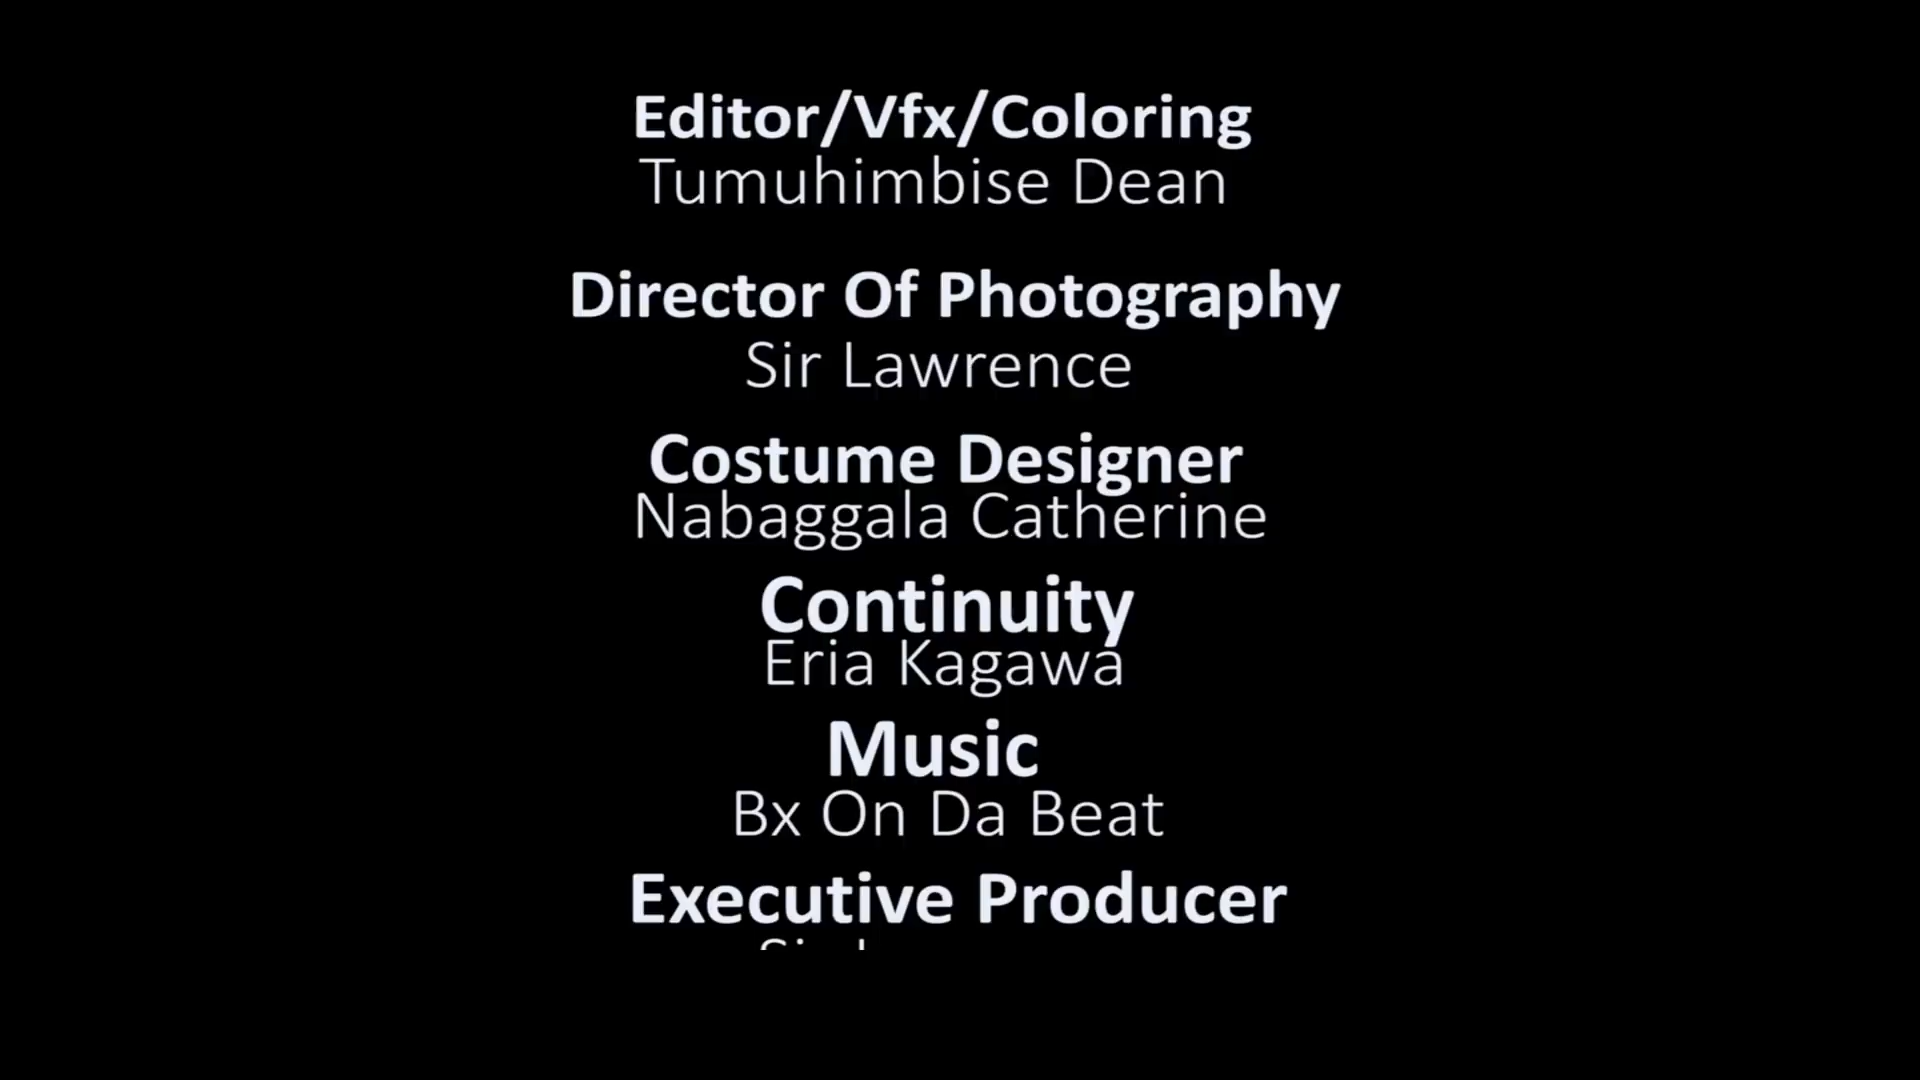 Editor/Vfx/Coloring
Tumuhimbise Dean
Director Of Photography
Sir Lawrence
Costume Designer
Nabaggala Catherine
Continuity
Eria Kagawa
Music
Bx On Da Beat
Executive Producer